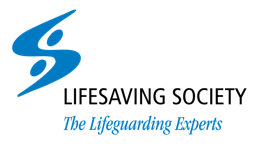 LIFESAVING SOCIETY
The Lifeguarding Experts